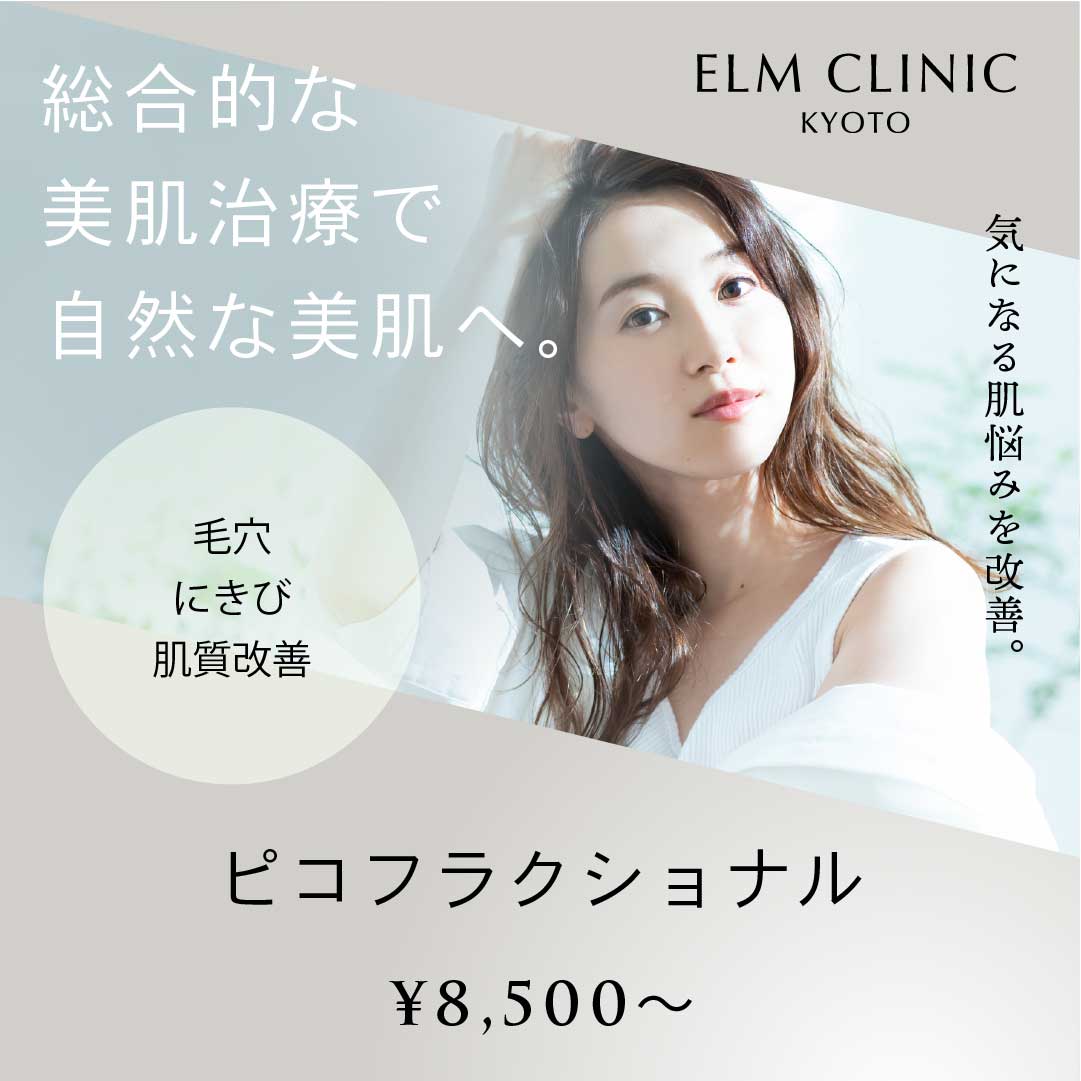 総合的な
美肌治療で
自然な美肌へ。
ELM CLINIC
KYOTO
気になる肌悩みを改善。
毛穴
にきび
肌質改善
ピコフラクショナル
¥8,500～